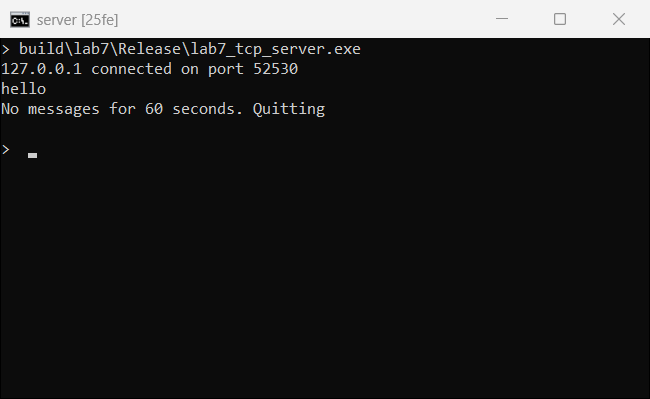 server [25fe]
> build\lab7\Release\lab7_tcp_server.exe
127.0.0.1 connected on port 52530
hello
No messages for 60 seconds. Quitting
>